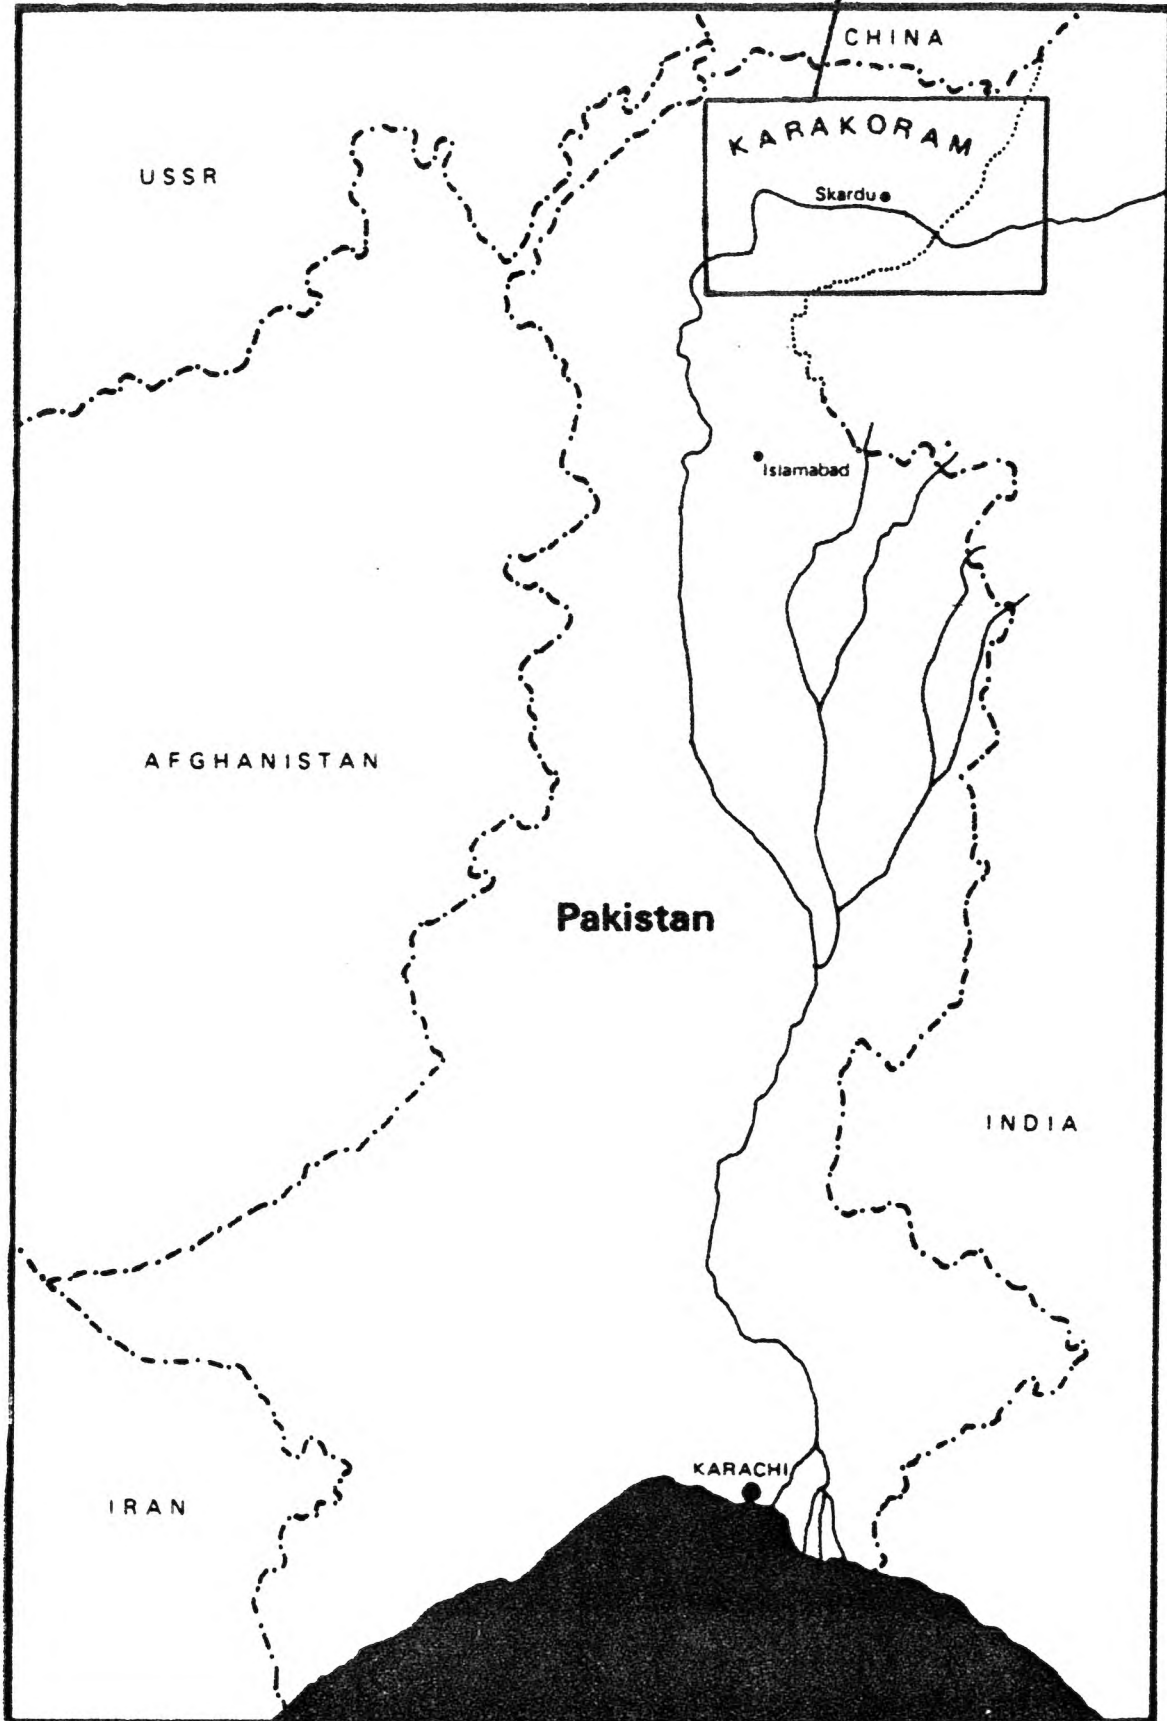 CHINA
KARAKORAM
USSR
Skardu
Islamabad
AFGHANISTAN
Pakistan
INDIA
KARACHI
IRAN